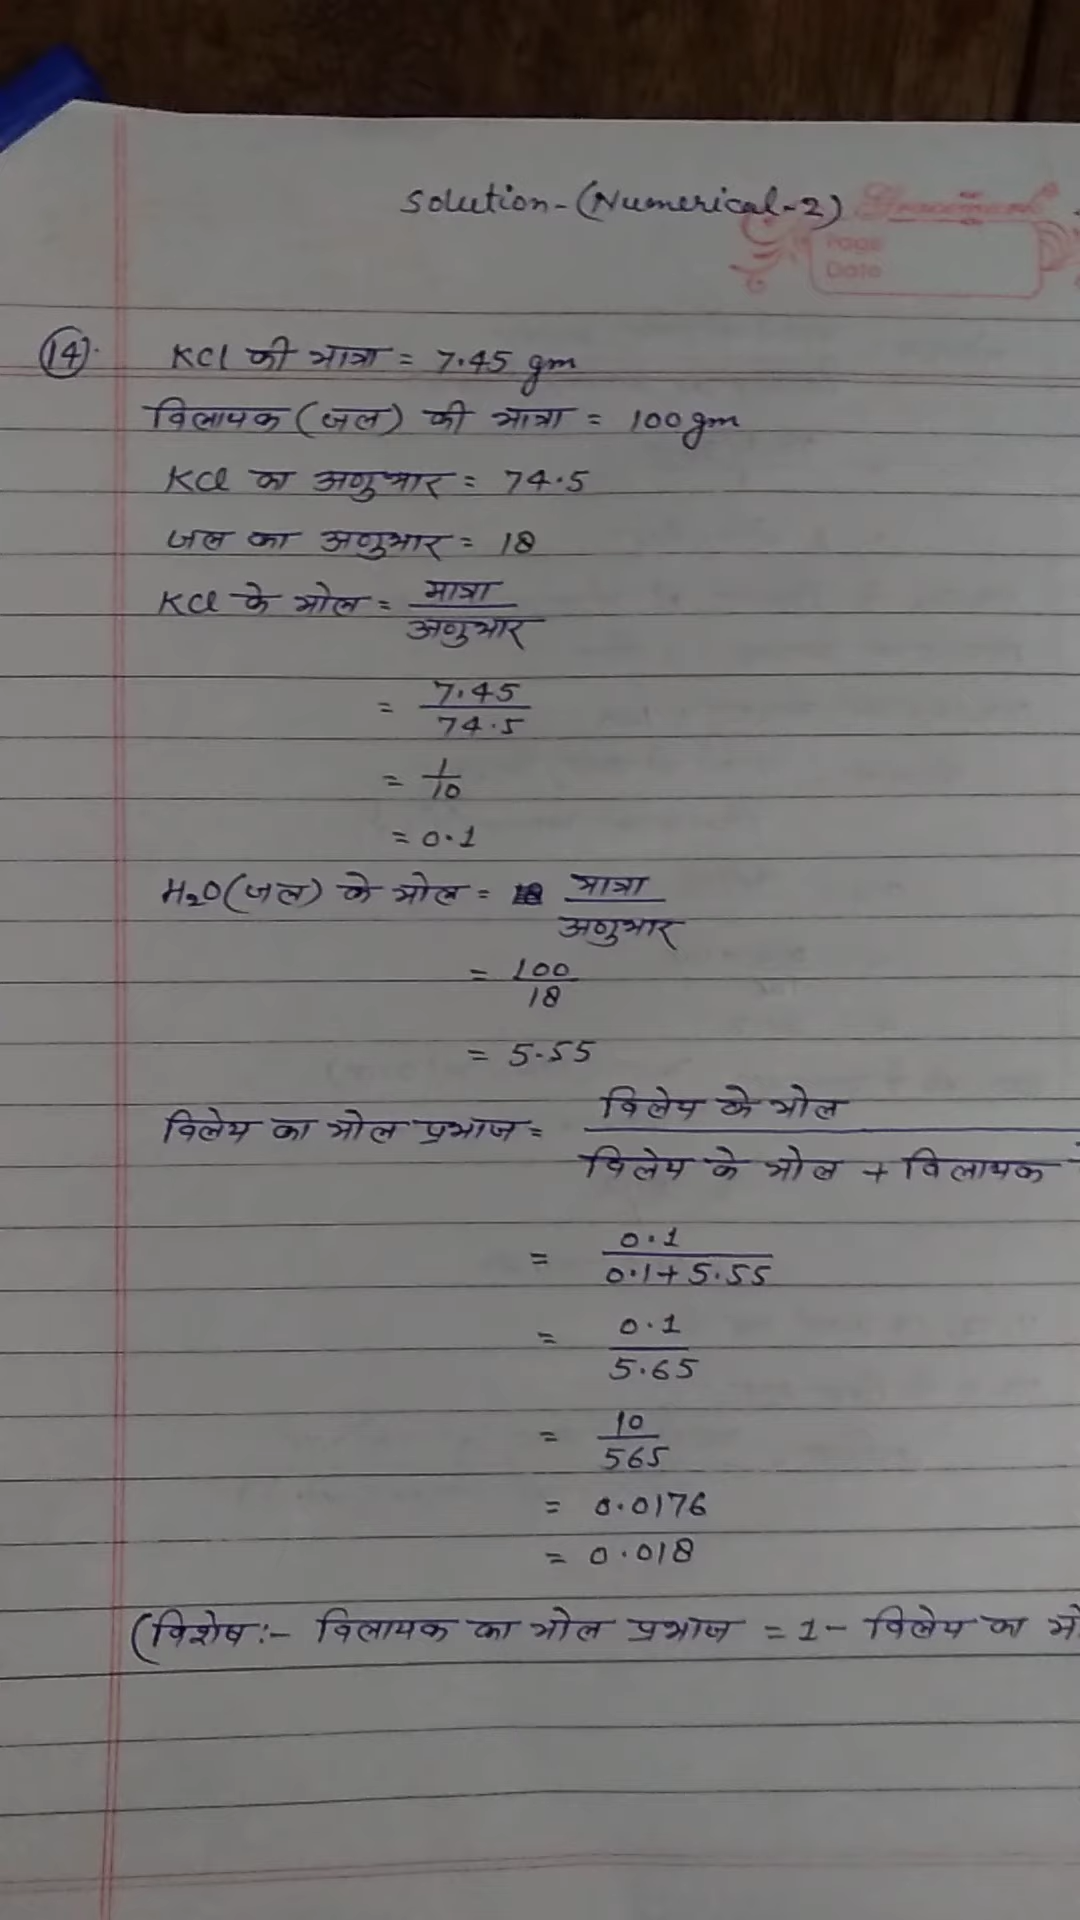 Solution-(Numerical-2)
Page
Date
(14). KCl की मात्रा = 7.45 gm
विलायक (जल) की मात्रा = 100 gm
KCl का अणुभार = 74.5
जल का अणुभार = 18
KCl के मोल = मात्रा
अणुभार
= 7.45
74.5
= 1
10
= 0.1
H₂O (जल) के मोल = मात्रा
अणुभार
= 100
18
= 5.55
विलेय का मोल प्रभाज = विलेय के मोल
विलेय के मोल + विलायक
= 0.1
0.1 + 5.55
= 0.1
5.65
= 10
565
= 0.0176
= 0.018
(विशेष:- विलायक का मोल प्रभाज = 1 - विलेय का